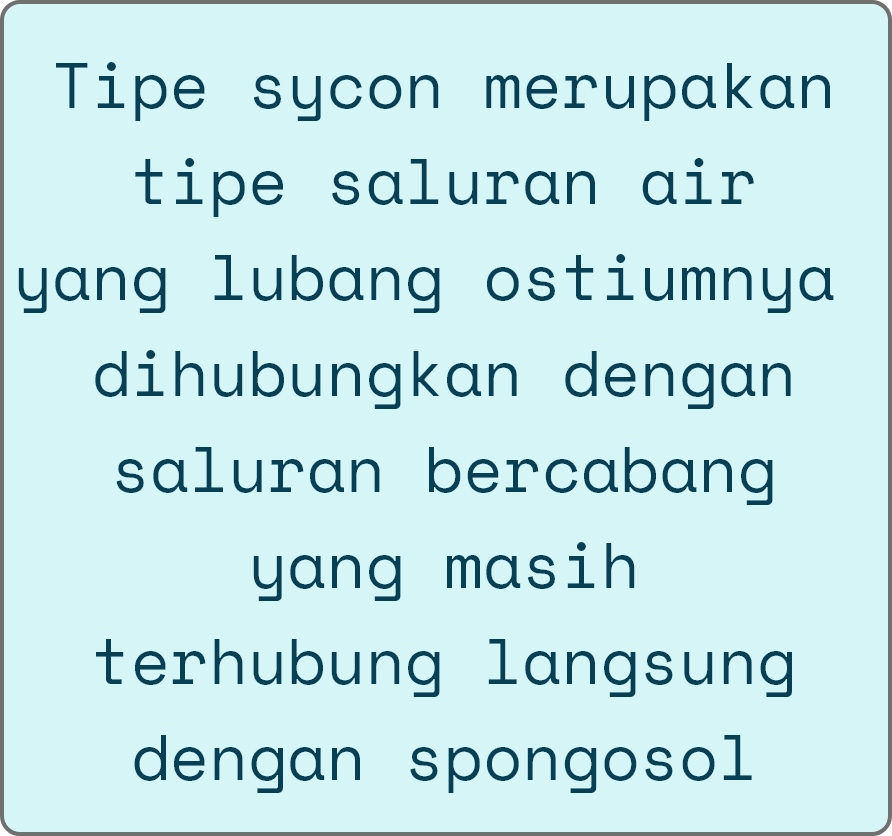 Tipe sycon merupakan
tipe saluran air
yang lubang ostiumnya
dihubungkan dengan
saluran bercabang
yang masih
terhubung langsung
dengan spongosol